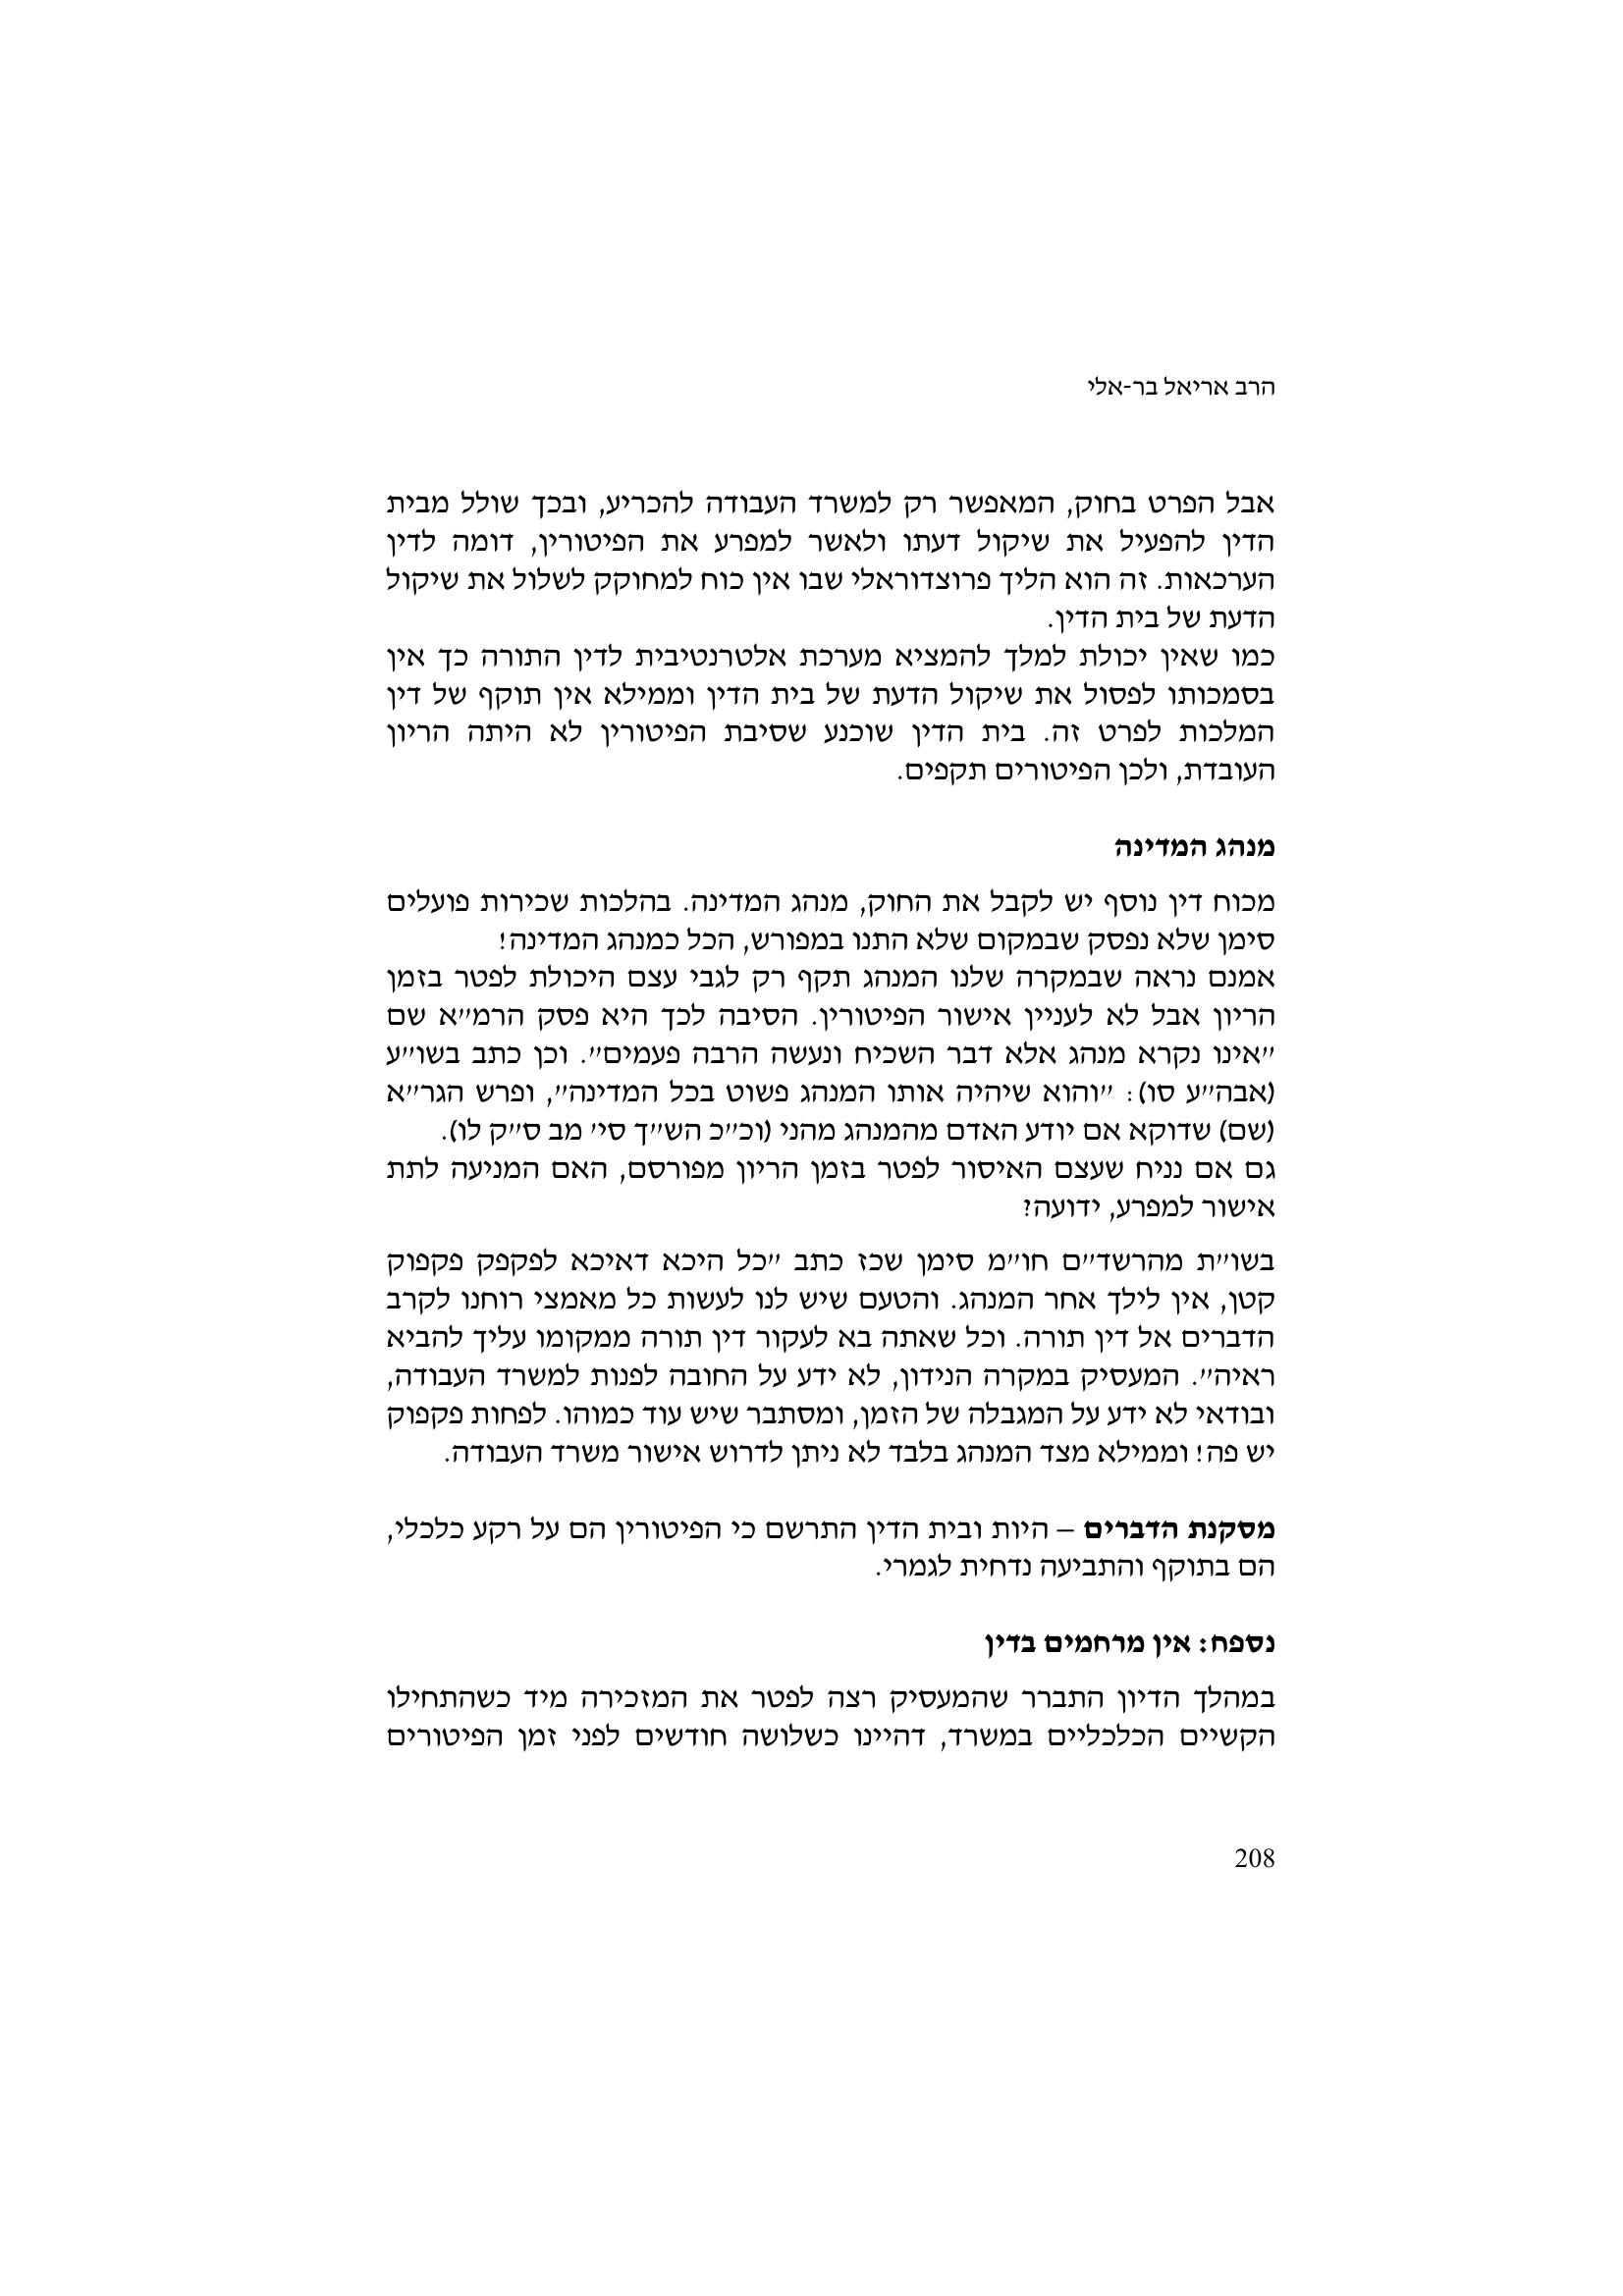 הרב אריאל בר-אלי
אבל הפרט בחוק, המאפשר רק למשרד העבודה להכריע, ובכך שולל מבית
הדין להפעיל את שיקול דעתו ולאשר למפרע את הפיטורין, דומה לדין
הערכאות. זה הוא הליך פרוצדוראלי שבו אין כוח למחוקק לשלול את שיקול
הדעת של בית הדין.
כמו שאין יכולת למלך להמציא מערכת אלטרנטיבית לדין התורה כך אין
בסמכותו לפסול את שיקול הדעת של בית הדין וממילא אין תוקף של דין
המלכות לפרט זה. בית הדין שוכנע שסיבת הפיטורין לא היתה הריון
העובדת, ולכן הפיטורים תקפים.
מנהג המדינה
מכוח דין נוסף יש לקבל את החוק, מנהג המדינה. בהלכות שכירות פועלים
סימן שלא נפסק שבמקום שלא התנו במפורש, הכל כמנהג המדינה!
אמנם נראה שבמקרה שלנו המנהג תקף רק לגבי עצם היכולת לפטר בזמן
הריון אבל לא לעניין אישור הפיטורין. הסיבה לכך היא פסק הרמ״א שם
״אינו נקרא מנהג אלא דבר השכיח ונעשה הרבה פעמים״. וכן כתב בשו״ע
(אבה״ע סו): ״והוא שיהיה אותו המנהג פשוט בכל המדינה״, ופרש הגר״א
(שם) שדוקא אם יודע האדם מהמנהג מהני (וכ״כ הש״ך סי׳ מב ס״ק לו).
גם אם נניח שעצם האיסור לפטר בזמן הריון מפורסם, האם המניעה לתת
אישור למפרע, ידועה?
בשו״ת מהרשד״ם חו״מ סימן שכז כתב ״כל היכא דאיכא לפקפק פקפוק
קטן, אין לילך אחר המנהג. והטעם שיש לנו לעשות כל מאמצי רוחנו לקרב
הדברים אל דין תורה. וכל שאתה בא לעקור דין תורה ממקומו עליך להביא
ראיה״. המעסיק במקרה הנידון, לא ידע על החובה לפנות למשרד העבודה,
ובודאי לא ידע על המגבלה של הזמן, ומסתבר שיש עוד כמוהו. לפחות פקפוק
יש פה! וממילא מצד המנהג בלבד לא ניתן לדרוש אישור משרד העבודה.
מסקנת הדברים – היות ובית הדין התרשם כי הפיטורין הם על רקע כלכלי,
הם בתוקף והתביעה נדחית לגמרי.
נספח: אין מרחמים בדין
במהלך הדיון התברר שהמעסיק רצה לפטר את המזכירה מיד כשהתחילו
הקשיים הכלכליים במשרד, דהיינו כשלושה חודשים לפני זמן הפיטורים
208